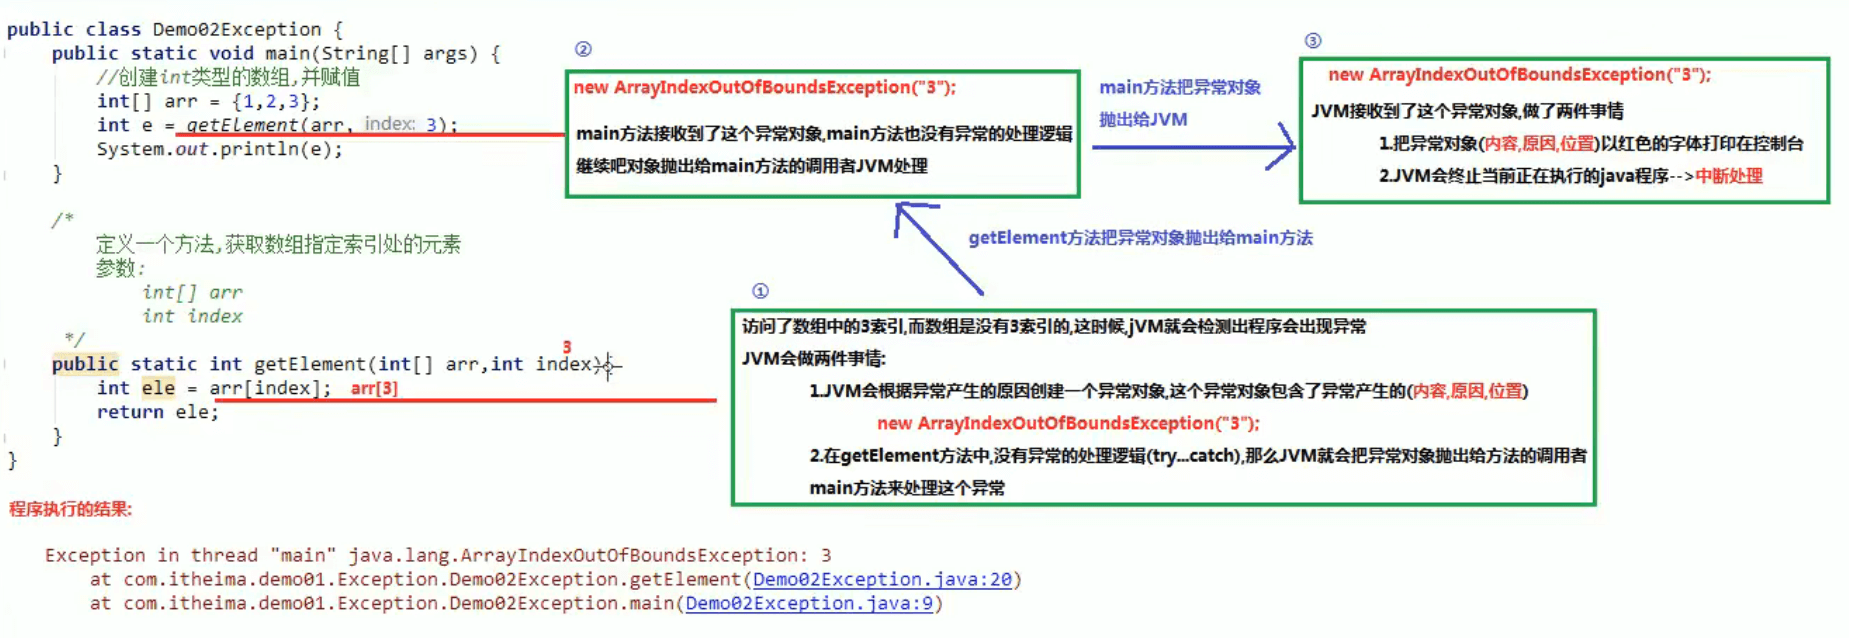 public class Demo02Exception {
public static void main(String[] args) {
//创建int类型的数组,并赋值
int[] arr = {1,2,3};
int e = getElement(arr, index: 3);
System.out.println(e);
}
/*
定义一个方法,获取数组指定索引处的元素
参数:
int[] arr
int index
*/
3
public static int getElement(int[] arr,int index){
int ele = arr[index]; arr[3]
return ele;
}
}
①
访问了数组中的3索引,而数组是没有3索引的,这时候,jVM就会检测出程序会出现异常
JVM会做两件事情:
1.JVM会根据异常产生的原因创建一个异常对象,这个异常对象包含了异常产生的(内容,原因,位置)
new ArrayIndexOutOfBoundsException("3");
2.在getElement方法中,没有异常的处理逻辑(try...catch),那么JVM就会把异常对象抛出给方法的调用者
main方法来处理这个异常
getElement方法把异常对象抛出给main方法
②
new ArrayIndexOutOfBoundsException("3");
main方法接收到了这个异常对象,main方法也没有异常的处理逻辑
继续吧对象抛出给main方法的调用者JVM处理
main方法把异常对象
抛出给JVM
③
new ArrayIndexOutOfBoundsException("3");
JVM接收到了这个异常对象,做了两件事情
1.把异常对象(内容,原因,位置)以红色的字体打印在控制台
2.JVM会终止当前正在执行的java程序-->中断处理
程序执行的结果:
Exception in thread "main" java.lang.ArrayIndexOutOfBoundsException: 3
at com.itheima.demo01.Exception.Demo02Exception.getElement(Demo02Exception.java:20)
at com.itheima.demo01.Exception.Demo02Exception.main(Demo02Exception.java:9)